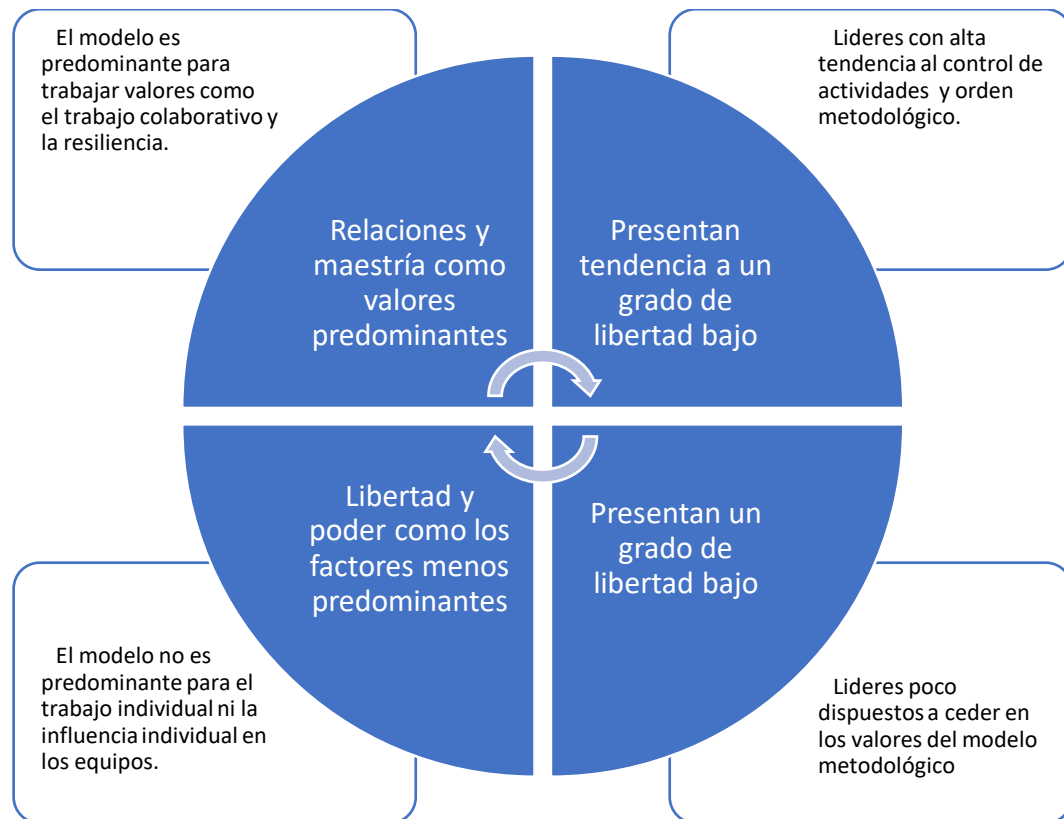 El modelo es
predominante para
trabajar valores como
el trabajo colaborativo y
la resiliencia.
Lideres con alta
tendencia al control de
actividades y orden
metodológico.
Relaciones y
maestría como
valores
predominantes
Presentan
tendencia a un
grado de
libertad bajo
Libertad y
poder como los
factores menos
predominantes
Presentan un
grado de
libertad bajo
El modelo no es
predominante para el
trabajo individual ni la
influencia individual en
los equipos.
Lideres poco
dispuestos a ceder en
los valores del modelo
metodológico